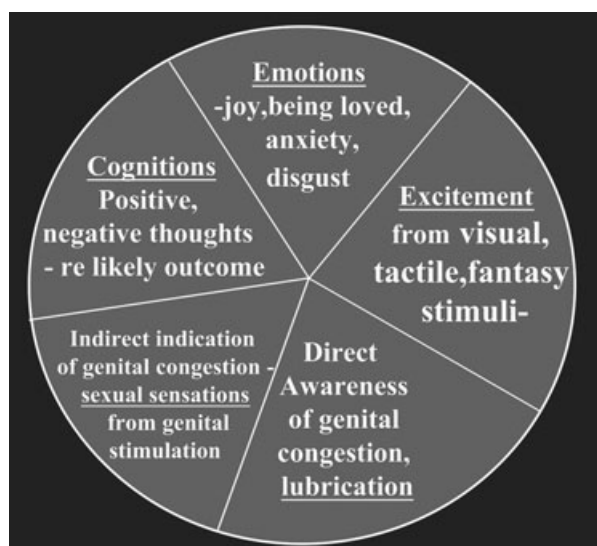 Emotions
-joy,being loved,
anxiety,
disgust
Excitement
from visual,
tactile,fantasy
stimuli-
Direct
Awareness
of genital
congestion,
lubrication
Indirect indication
of genital congestion -
sexual sensations
from genital
stimulation
Cognitions
Positive,
negative thoughts
- re likely outcome